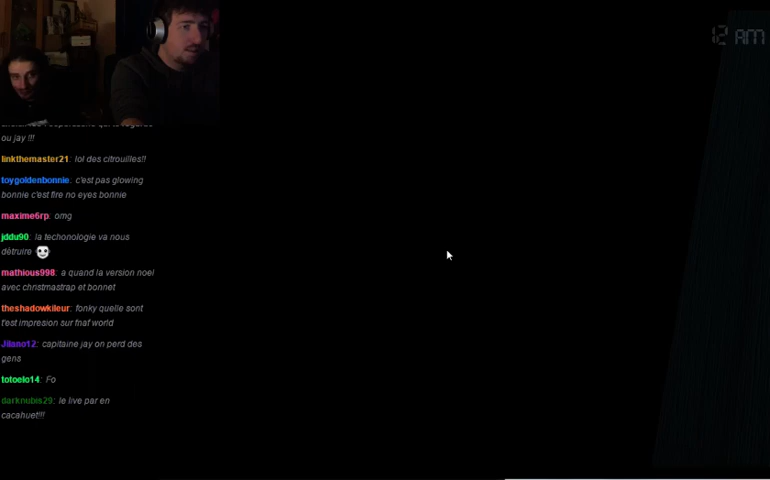 12 AM
ou jay !!!
linkthemaster21: lol des citrouilles!!
toygoldenbonnie: c'est pas glowing
bonnie c'est fire no eyes bonnie
maxime6rp: omg
jddu90: la techonologie va nous
détruire
mathious998: a quand la version noel
avec christmastrap et bonnet
theshadowkileur: fonky quelle sont
t'est impresion sur fnaf world
Jilano12: capitaine jay on perd des
gens
totoelo14: Fo
darknubis29: le live par en
cacahuet!!!